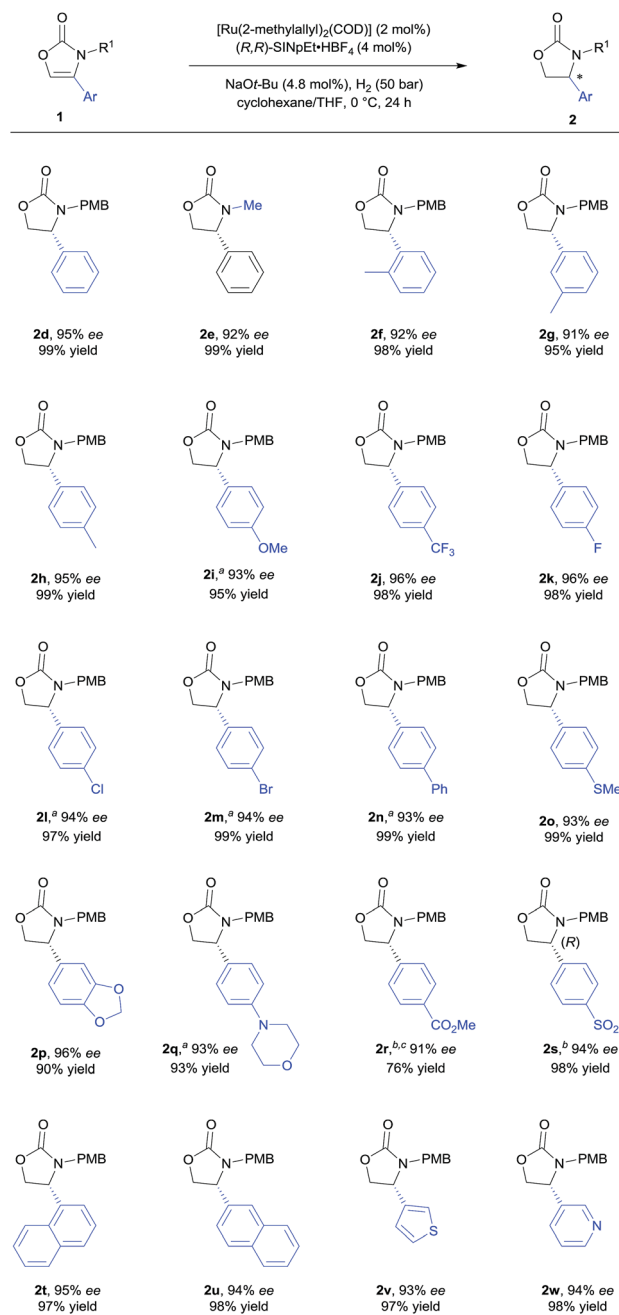 O
O
N
R¹
Ar
1
[Ru(2-methylallyl)₂(COD)] (2 mol%)
(R,R)-SINpEt•HBF₄ (4 mol%)
NaOt-Bu (4.8 mol%), H₂ (50 bar)
cyclohexane/THF, 0 °C, 24 h
O
O
N
R¹
*
Ar
2
O
O
N
PMB
O
O
N
Me
O
O
N
PMB
O
O
N
PMB
2d, 95% ee
99% yield
2e, 92% ee
99% yield
2f, 92% ee
98% yield
2g, 91% ee
95% yield
O
O
N
PMB
O
O
N
PMB
OMe
O
O
N
PMB
CF₃
O
O
N
PMB
F
2h, 95% ee
99% yield
2i,ᵃ 93% ee
95% yield
2j, 96% ee
98% yield
2k, 96% ee
98% yield
O
O
N
PMB
Cl
O
O
N
PMB
Br
O
O
N
PMB
Ph
O
O
N
PMB
SMe
2l,ᵃ 94% ee
97% yield
2m,ᵃ 94% ee
99% yield
2n,ᵃ 93% ee
99% yield
2o, 93% ee
99% yield
O
O
N
PMB
O
O
O
O
N
PMB
N
O
O
O
N
PMB
CO₂Me
O
O
N
PMB
(R)
SO₂
2p, 96% ee
90% yield
2q,ᵃ 93% ee
93% yield
2r,ᵇ,ᶜ 91% ee
76% yield
2s,ᵇ 94% ee
98% yield
O
O
N
PMB
O
O
N
PMB
O
O
N
PMB
S
O
O
N
PMB
N
2t, 95% ee
97% yield
2u, 94% ee
98% yield
2v, 93% ee
97% yield
2w, 94% ee
98% yield